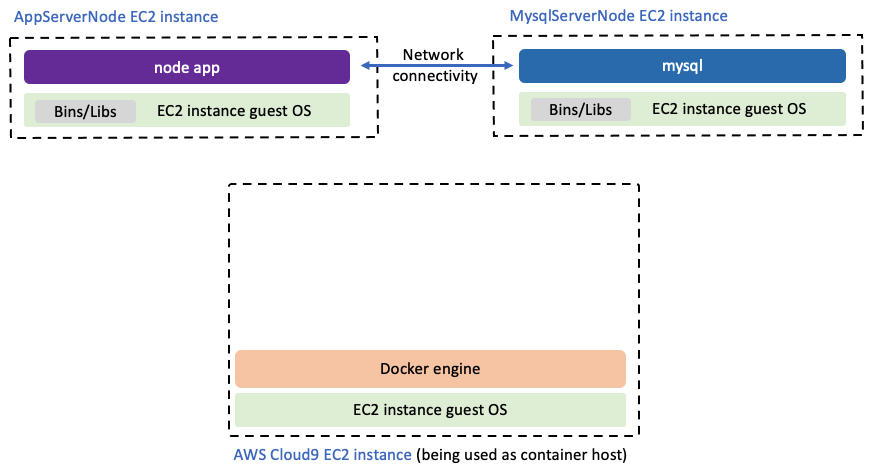 AppServerNode EC2 instance
MysqlServerNode EC2 instance
node app
Network
connectivity
mysql
Bins/Libs
EC2 instance guest OS
Bins/Libs
EC2 instance guest OS
Docker engine
EC2 instance guest OS
AWS Cloud9 EC2 instance (being used as container host)